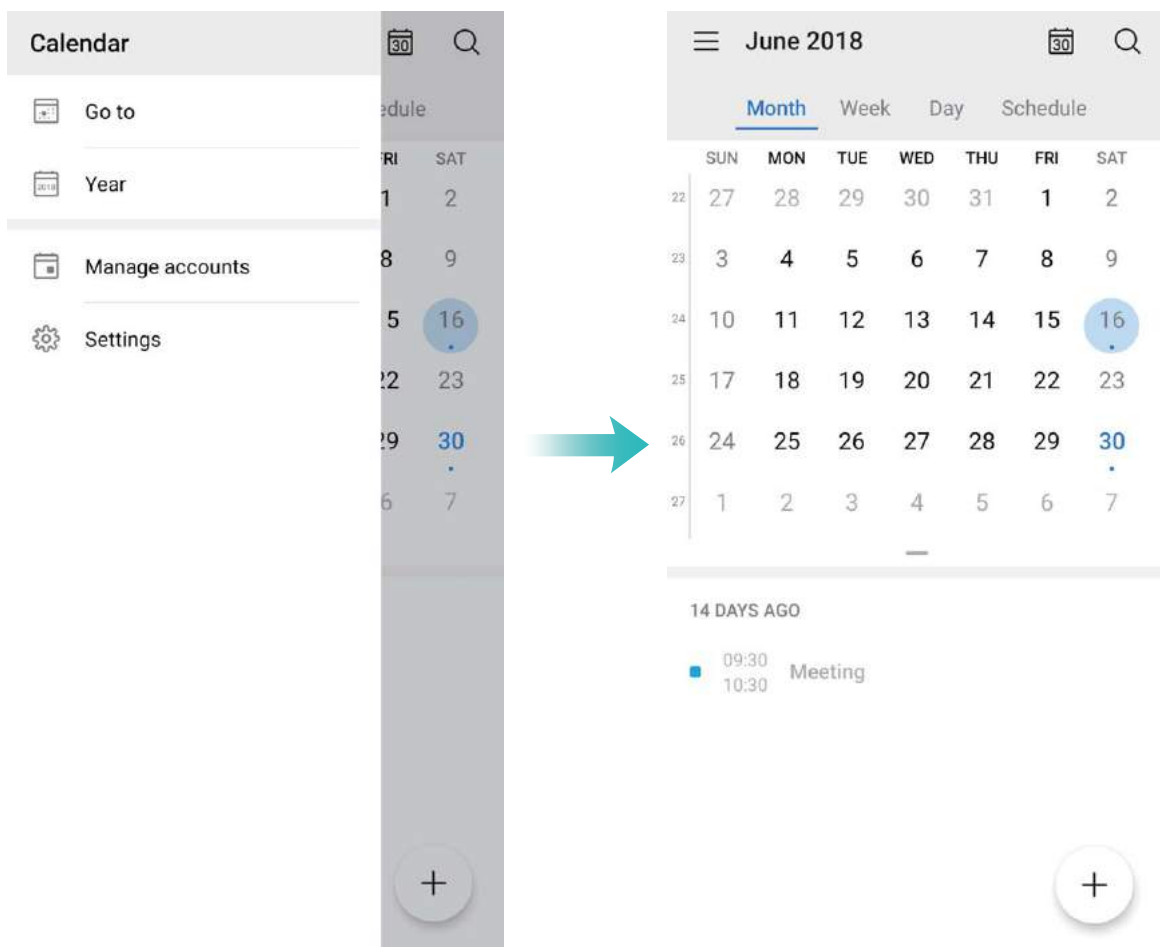 Calendar
30
edule
Go to
FRI SAT
2018 Year
1 2
Manage accounts
8 9
5 16
Settings
22 23
29 30
6 7
June 2018
30
Month Week Day Schedule
SUN MON TUE WED THU FRI SAT
22 27 28 29 30 31 1 2
23 3 4 5 6 7 8 9
24 10 11 12 13 14 15 16
25 17 18 19 20 21 22 23
26 24 25 26 27 28 29 30
27 1 2 3 4 5 6 7
14 DAYS AGO
09:30
Meeting
10:30